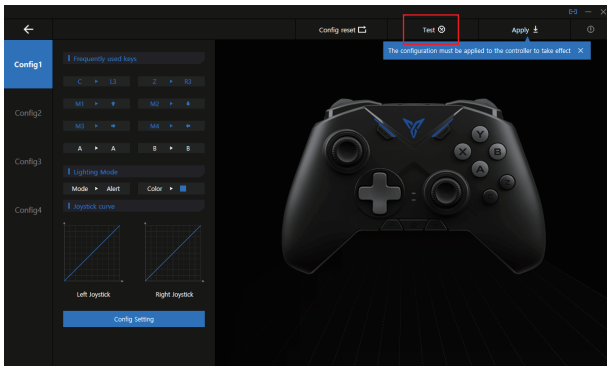 Config reset
Test
Apply
The configuration must be applied to the controller to take effect
Config1
Config2
Config3
Config4
Frequently used keys
C L3
Z R3
M1
M2
M3
M4
A A
B B
Lighting Mode
Mode Alert
Color
Joystick curve
Left Joystick
Right Joystick
Config Setting
Y
X
B
A